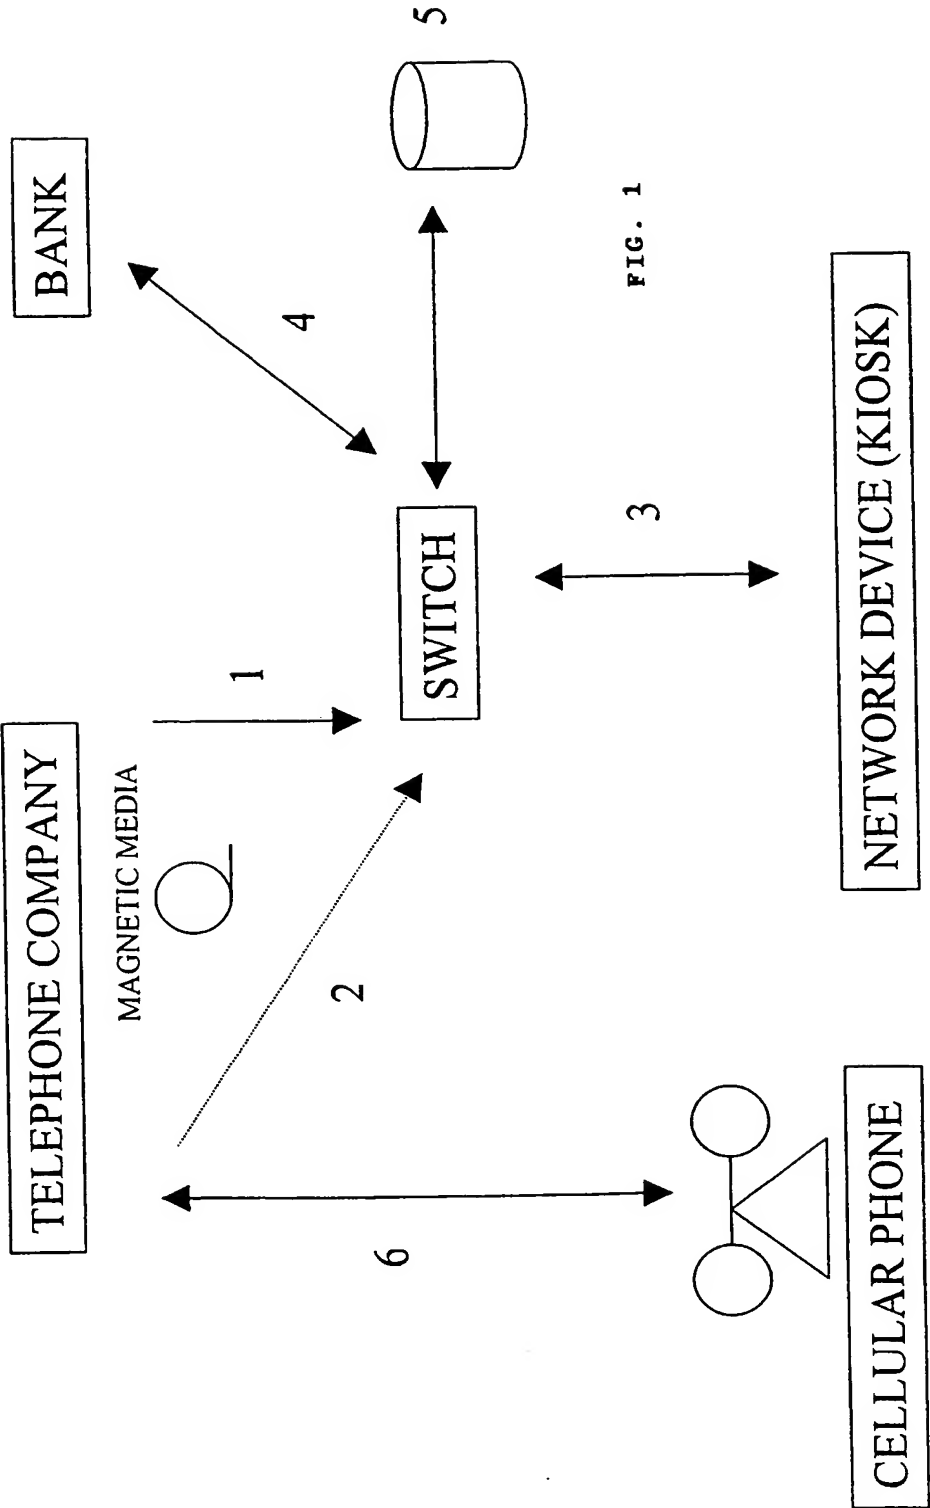 TELEPHONE COMPANY
BANK
MAGNETIC MEDIA
1
4
2
6
SWITCH
5
3
FIG. 1
CELLULAR PHONE
NETWORK DEVICE (KIOSK)